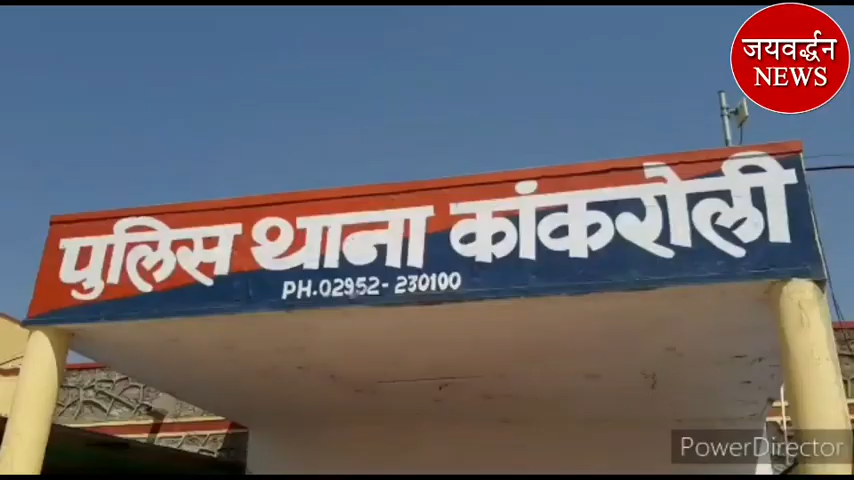 जयवर्द्धन
NEWS
पुलिस थाना कांकरोली
PH.02952-230100
PowerDirector